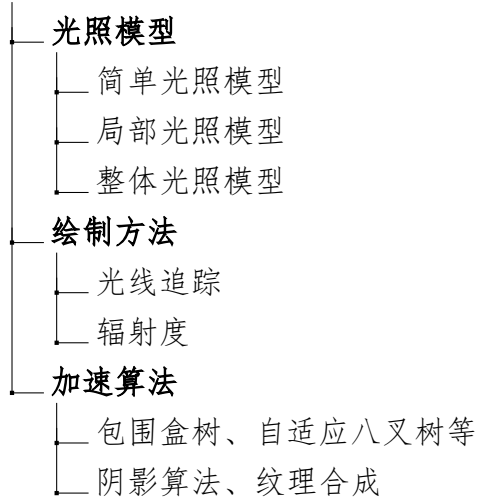 光照模型
简单光照模型
局部光照模型
整体光照模型
绘制方法
光线追踪
辐射度
加速算法
包围盒树、自适应八叉树等
阴影算法、纹理合成